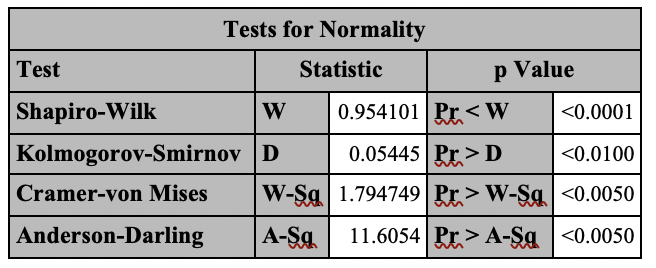 Tests for Normality
Test Statistic p Value
Shapiro-Wilk W 0.954101 Pr < W <0.0001
Kolmogorov-Smirnov D 0.05445 Pr > D <0.0100
Cramer-von Mises W-Sq 1.794749 Pr > W-Sq <0.0050
Anderson-Darling A-Sq 11.6054 Pr > A-Sq <0.0050